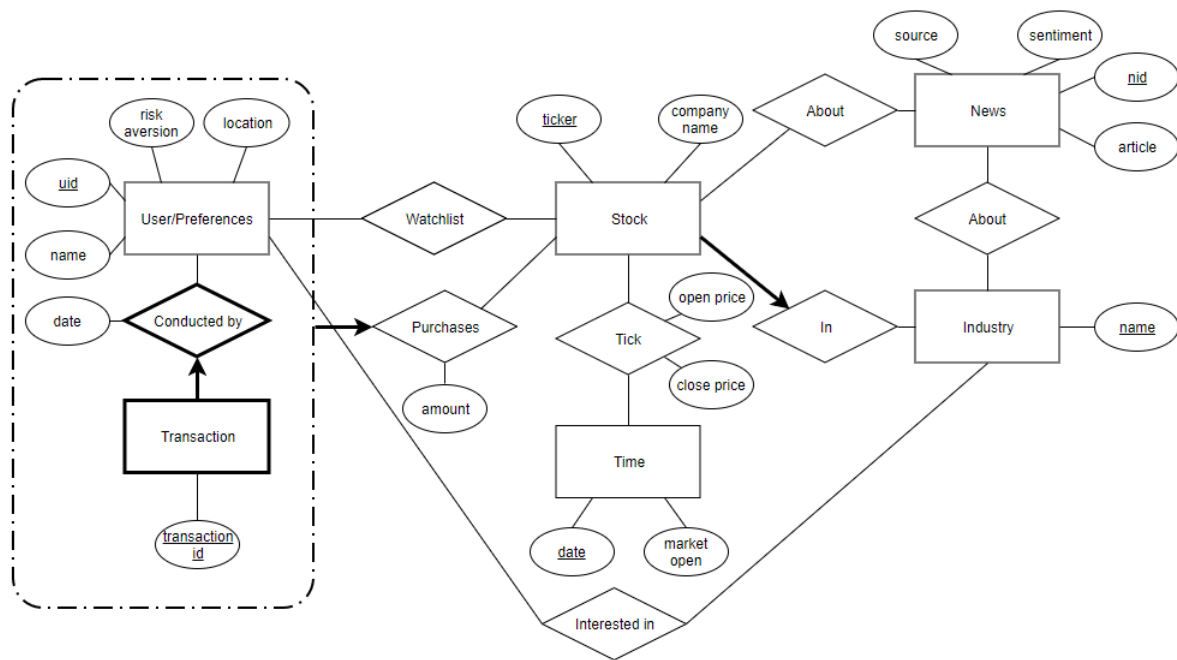 source
sentiment
nid
article
News
About
risk
aversion
location
ticker
company
name
uid
User/Preferences
Watchlist
Stock
About
name
date
Conducted by
open price
Purchases
Tick
In
Industry
name
close price
amount
Transaction
Time
transaction
id
date
market
open
Interested in